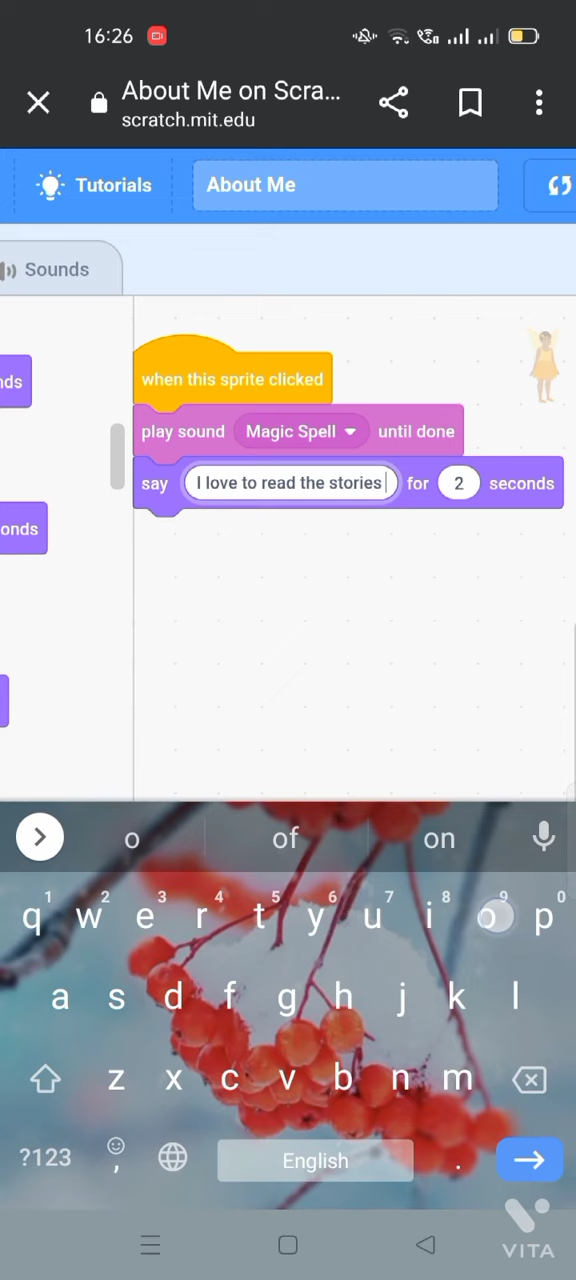 16:26
About Me on Scra...
scratch.mit.edu
Tutorials
About Me
Sounds
nds
when this sprite clicked
play sound Magic Spell until done
say I love to read the stories for 2 seconds
onds
o of on
1 2 3 4 5 6 7 8 9 0
q w e r t y u i o p
a s d f g h j k l
z x c v b n m
?123 , English .
VITA